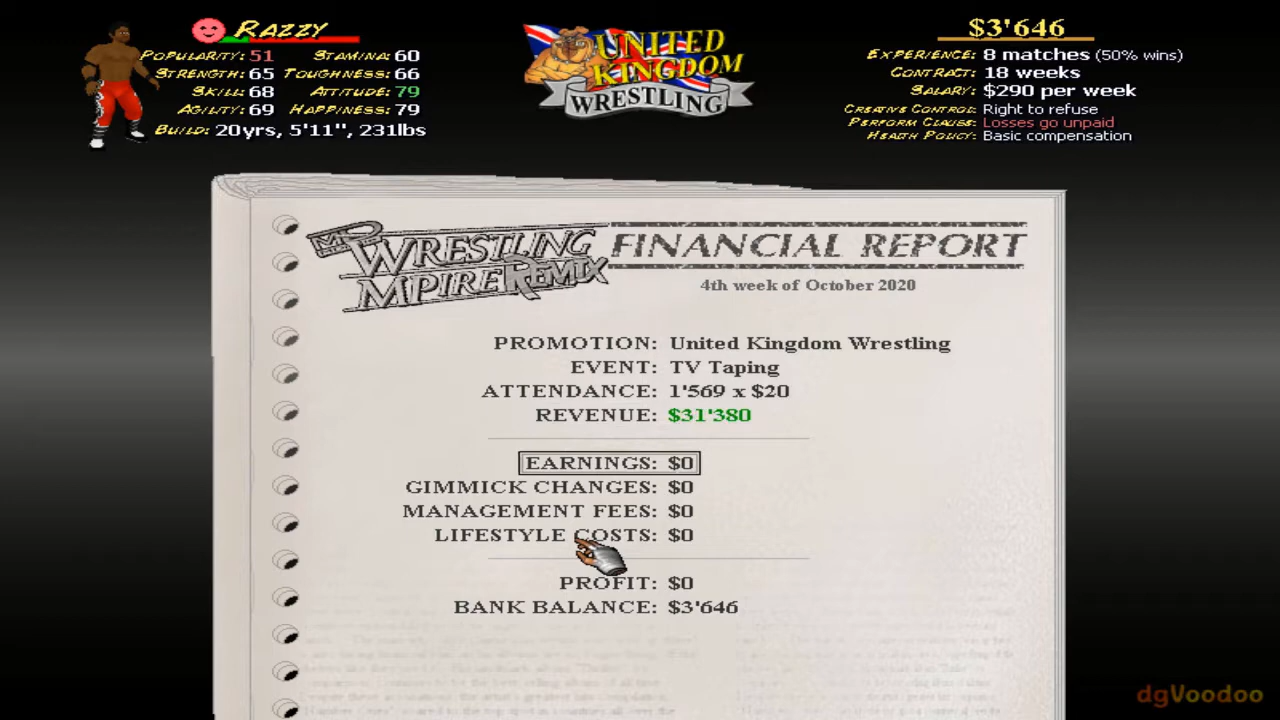 RAZZY
POPULARITY: 51 STAMINA: 60
STRENGTH: 65 TOUGHNESS: 66
SKILL: 68 ATTITUDE: 79
AGILITY: 69 HAPPINESS: 79
BUILD: 20yrs, 5'11", 231lbs
UNITED
KINGDOM
WRESTLING
$3'646
EXPERIENCE: 8 matches (50% wins)
CONTRACT: 18 weeks
SALARY: $290 per week
CREATIVE CONTROL: Right to refuse
PERFORM CLAUSE: Losses go unpaid
HEALTH POLICY: Basic compensation
WRESTLING
MPIRE REMIX
FINANCIAL REPORT
4th week of October 2020
PROMOTION: United Kingdom Wrestling
EVENT: TV Taping
ATTENDANCE: 1'569 x $20
REVENUE: $31'380
EARNINGS: $0
GIMMICK CHANGES: $0
MANAGEMENT FEES: $0
LIFESTYLE COSTS: $0
PROFIT: $0
BANK BALANCE: $3'646
dgVoodoo